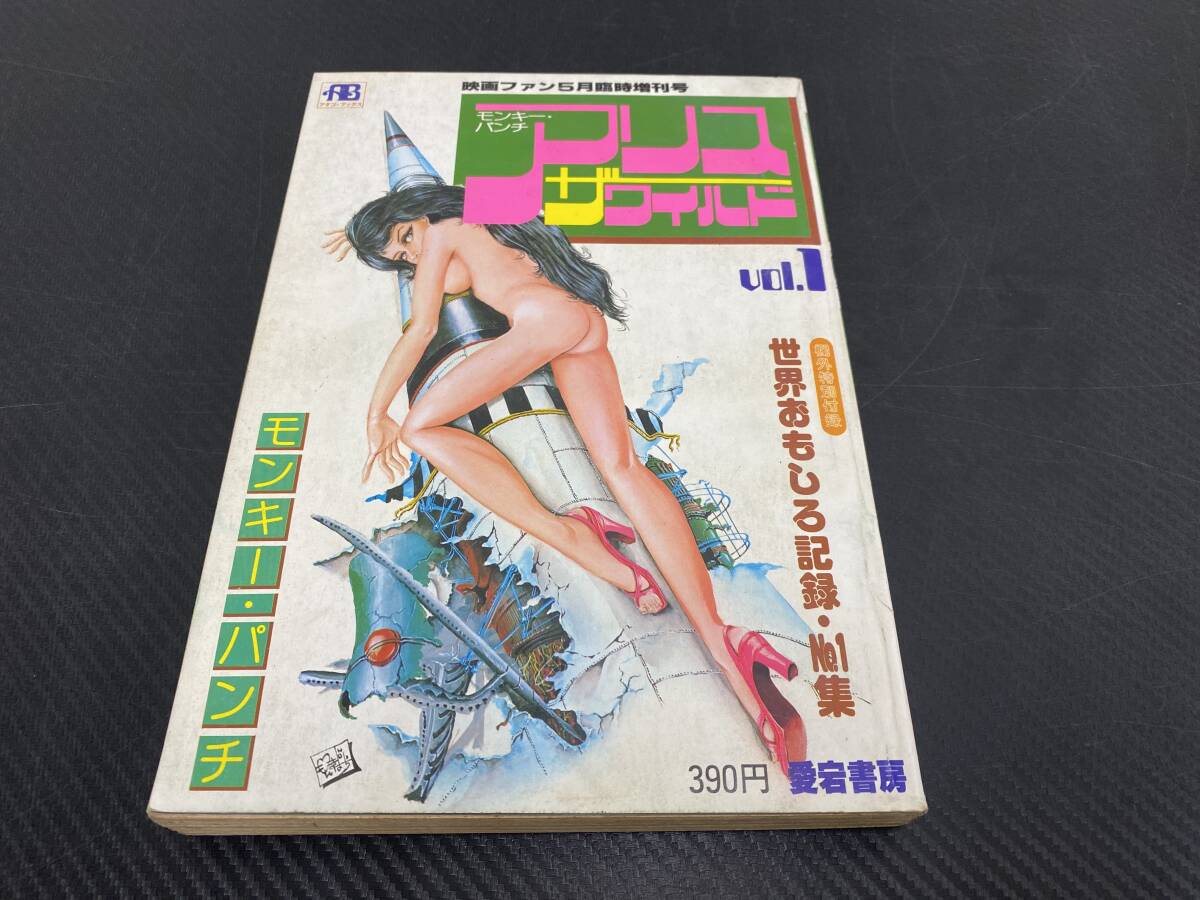 映画ファン5月臨時増刊号
モンキー・
パンチ
アリス
ザワイルド
vol.1
欄外特別付録
世界おもしろ記録・No.1集
モンキー・パンチ
390円 愛宕書房